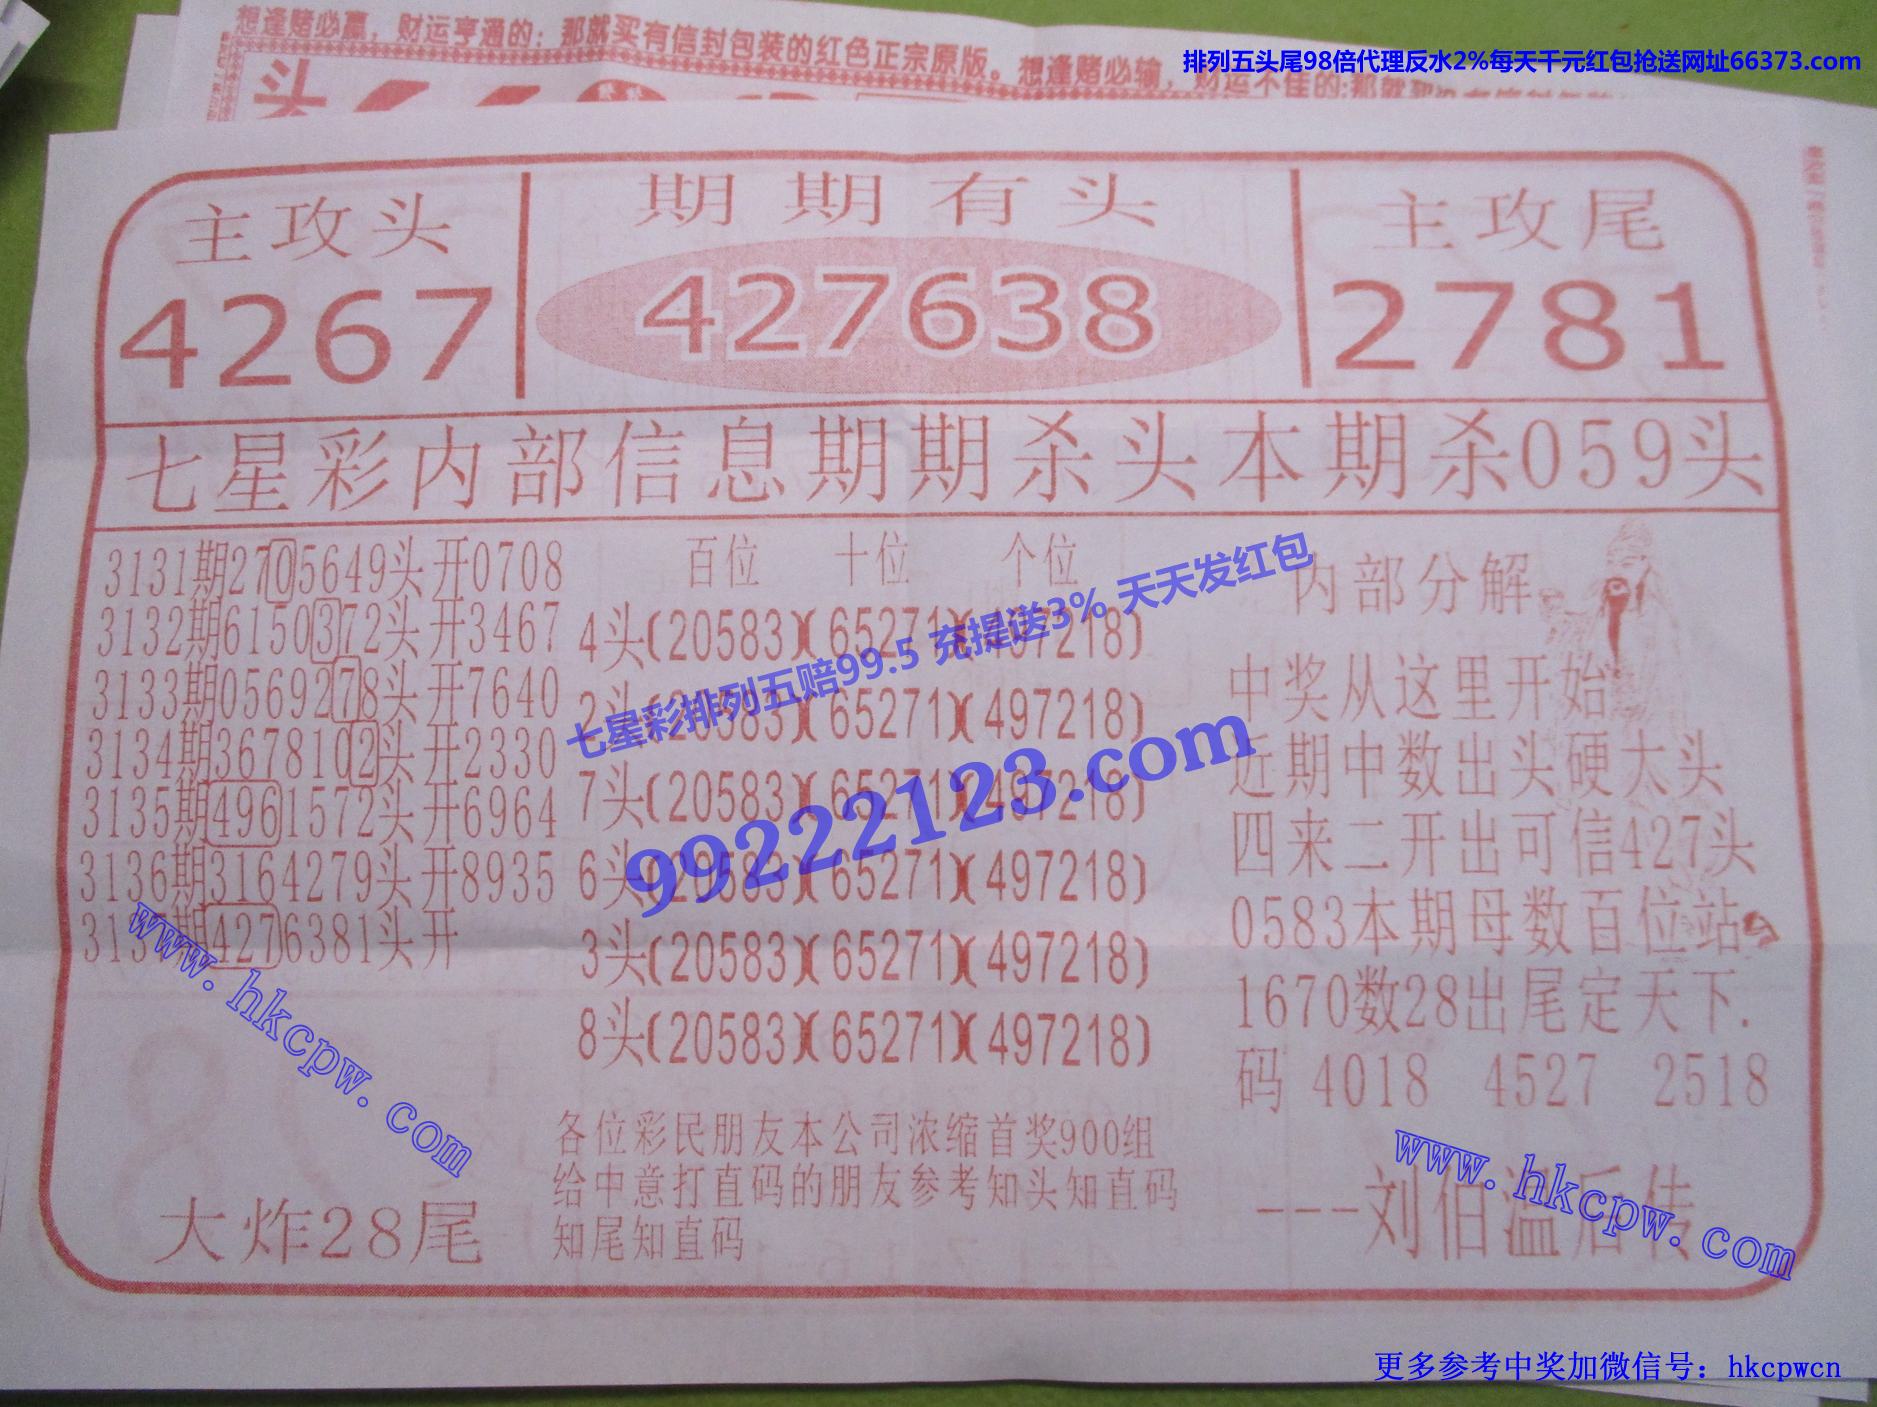 想逢赌必赢，财运亨通的：那就买有信封包装的红色正宗原版。想逢赌必输，财运不佳的:那就买
排列五头尾98倍代理反水2%每天千元红包抢送网址66373.com
头
主攻头
4267
期期有头
427638
主攻尾
2781
七星彩内部信息期期杀头本期杀059头
3131期2705649头开0708
3132期6150372头开3467
3133期0569278头开7640
3134期3678102头开2330
3135期4961572头开6964
3136期3164279头开8935
3137期4276381头开
大炸28尾
百位 十位 个位
4头(20583)(65271)(497218)
2头(20583)(65271)(497218)
7头(20583)(65271)(497218)
6头(20583)(65271)(497218)
3头(20583)(65271)(497218)
8头(20583)(65271)(497218)
各位彩民朋友本公司浓缩首奖900组
给中意打直码的朋友参考知头知直码
知尾知直码
内部分解
中奖从这里开始
近期中数出头硬大头
四来二开出可信427头
0583本期母数百位站
1670数28出尾定天下.
码 4018 4527 2518
---刘伯温后传
七星彩排列五赔99.5 充提送3% 天天发红包
99222123.com
www.hkcpw.com
www.hkcpw.com
更多参考中奖加微信号：hkcpwcn